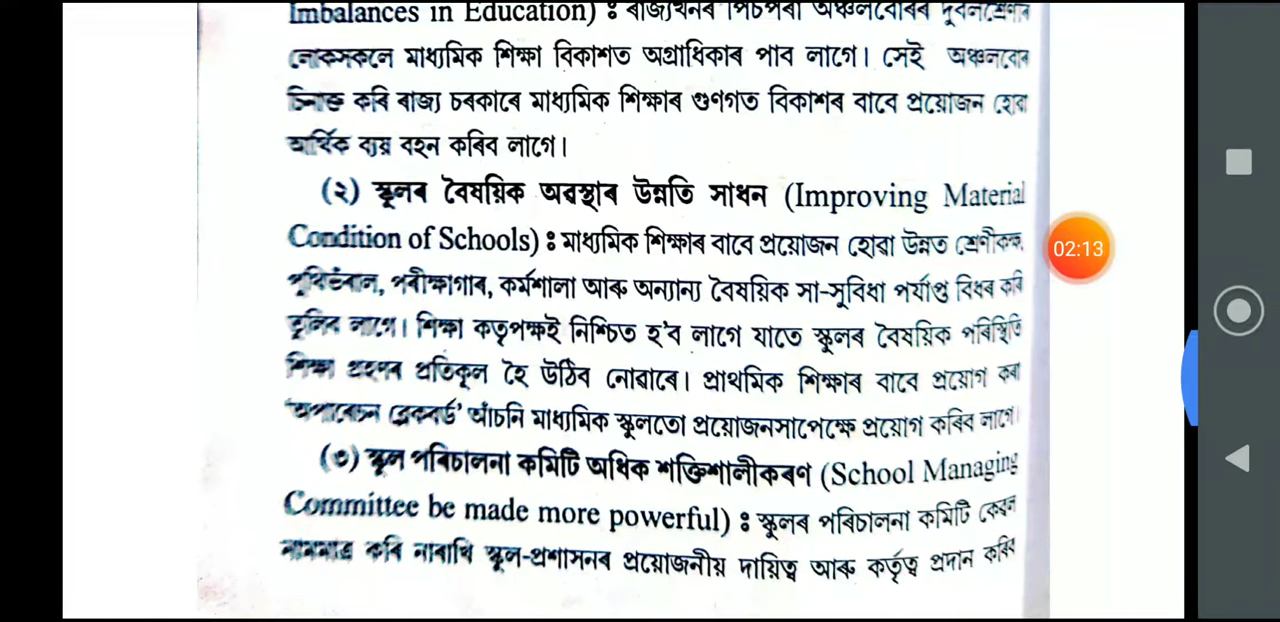 Imbalances in Education) : ৰাজ্যখনৰ পিচপৰা অঞ্চলবোৰৰ দুৰ্বলশ্ৰেণীৰ
লোকসকলে মাধ্যমিক শিক্ষা বিকাশত অগ্ৰাধিকাৰ পাব লাগে। সেই অঞ্চলবোৰ
চিনাক্ত কৰি ৰাজ্য চৰকাৰে মাধ্যমিক শিক্ষাৰ গুণগত বিকাশৰ বাবে প্ৰয়োজন হোৱা
আৰ্থিক ব্যয় বহন কৰিব লাগে।
(২) স্কুলৰ বৈষয়িক অৱস্থাৰ উন্নতি সাধন (Improving Material
Condition of Schools) : মাধ্যমিক শিক্ষাৰ বাবে প্ৰয়োজন হোৱা উন্নত শ্ৰেণীকক্ষ,
পুথিভঁৰাল, পৰীক্ষাগাৰ, কৰ্মশালা আৰু অন্যান্য বৈষয়িক সা-সুবিধা পৰ্যাপ্ত বিধৰ কৰি
তুলিব লাগে। শিক্ষা কতৃপক্ষই নিশ্চিত হ'ব লাগে যাতে স্কুলৰ বৈষয়িক পৰিস্থিতি
শিক্ষা গ্ৰহণৰ প্ৰতিকূল হৈ উঠিব নোৱাৰে। প্ৰাথমিক শিক্ষাৰ বাবে প্ৰয়োগ কৰা
'অপাৰেচন ব্লেকবৰ্ড' আঁচনি মাধ্যমিক স্কুলতো প্ৰয়োজনসাপেক্ষে প্ৰয়োগ কৰিব লাগে।
(৩) স্কুল পৰিচালনা কমিটি অধিক শক্তিশালীকৰণ (School Managing
Committee be made more powerful) : স্কুলৰ পৰিচালনা কমিটি কেৱল
নামমাত্ৰ কৰি নাৰাখি স্কুল-প্ৰশাসনৰ প্ৰয়োজনীয় দায়িত্ব আৰু কৰ্তৃত্ব প্ৰদান কৰিব
02:13